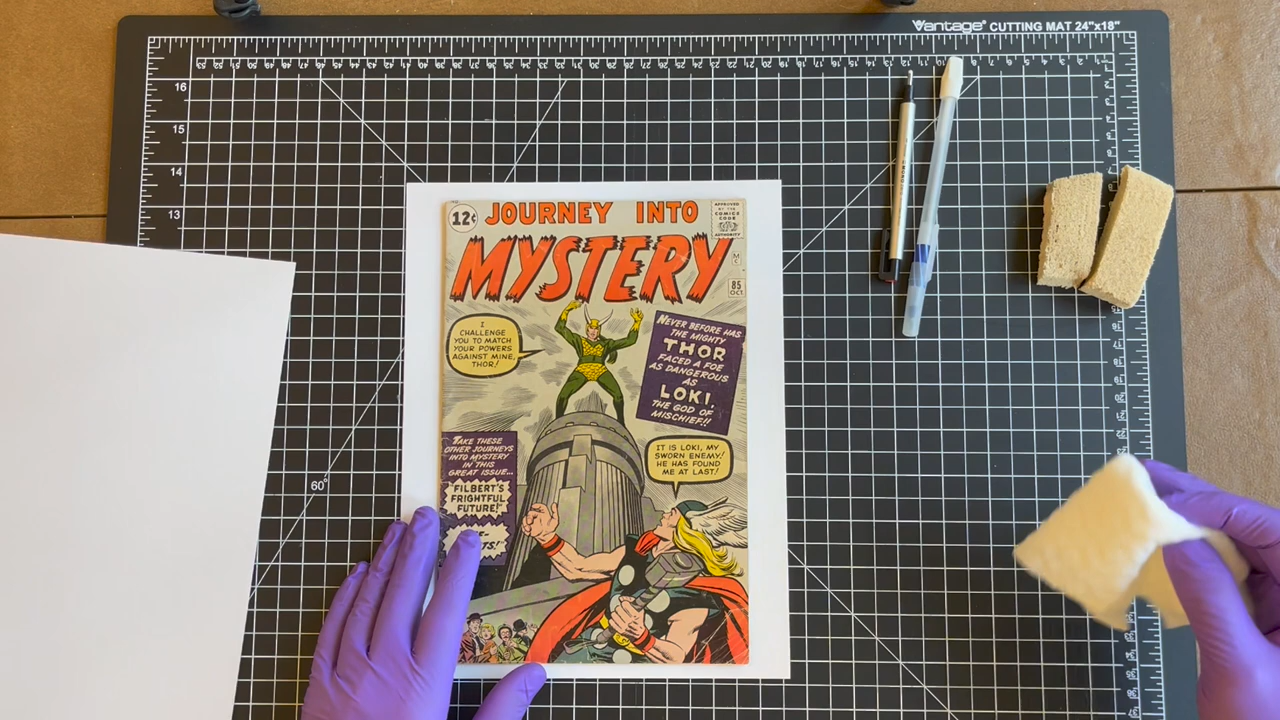 Vantage® CUTTING MAT 24"x18"
16
15
14
13
60°
12¢
JOURNEY INTO
MYSTERY
APPROVED
BY THE
COMICS
CODE
AUTHORITY
M
C
85
OCT.
I
CHALLENGE
YOU TO MATCH
YOUR POWERS
AGAINST MINE,
THOR!
NEVER BEFORE HAS
THE MIGHTY
THOR
FACED A FOE
AS DANGEROUS
AS
LOKI,
THE GOD OF
MISCHIEF!!
TAKE THESE
OTHER JOURNEYS
INTO MYSTERY
IN THIS
GREAT ISSUE...
"FILBERT'S
FRIGHTFUL
FUTURE!"
IT IS LOKI, MY
SWORN ENEMY!
HE HAS FOUND
ME AT LAST!